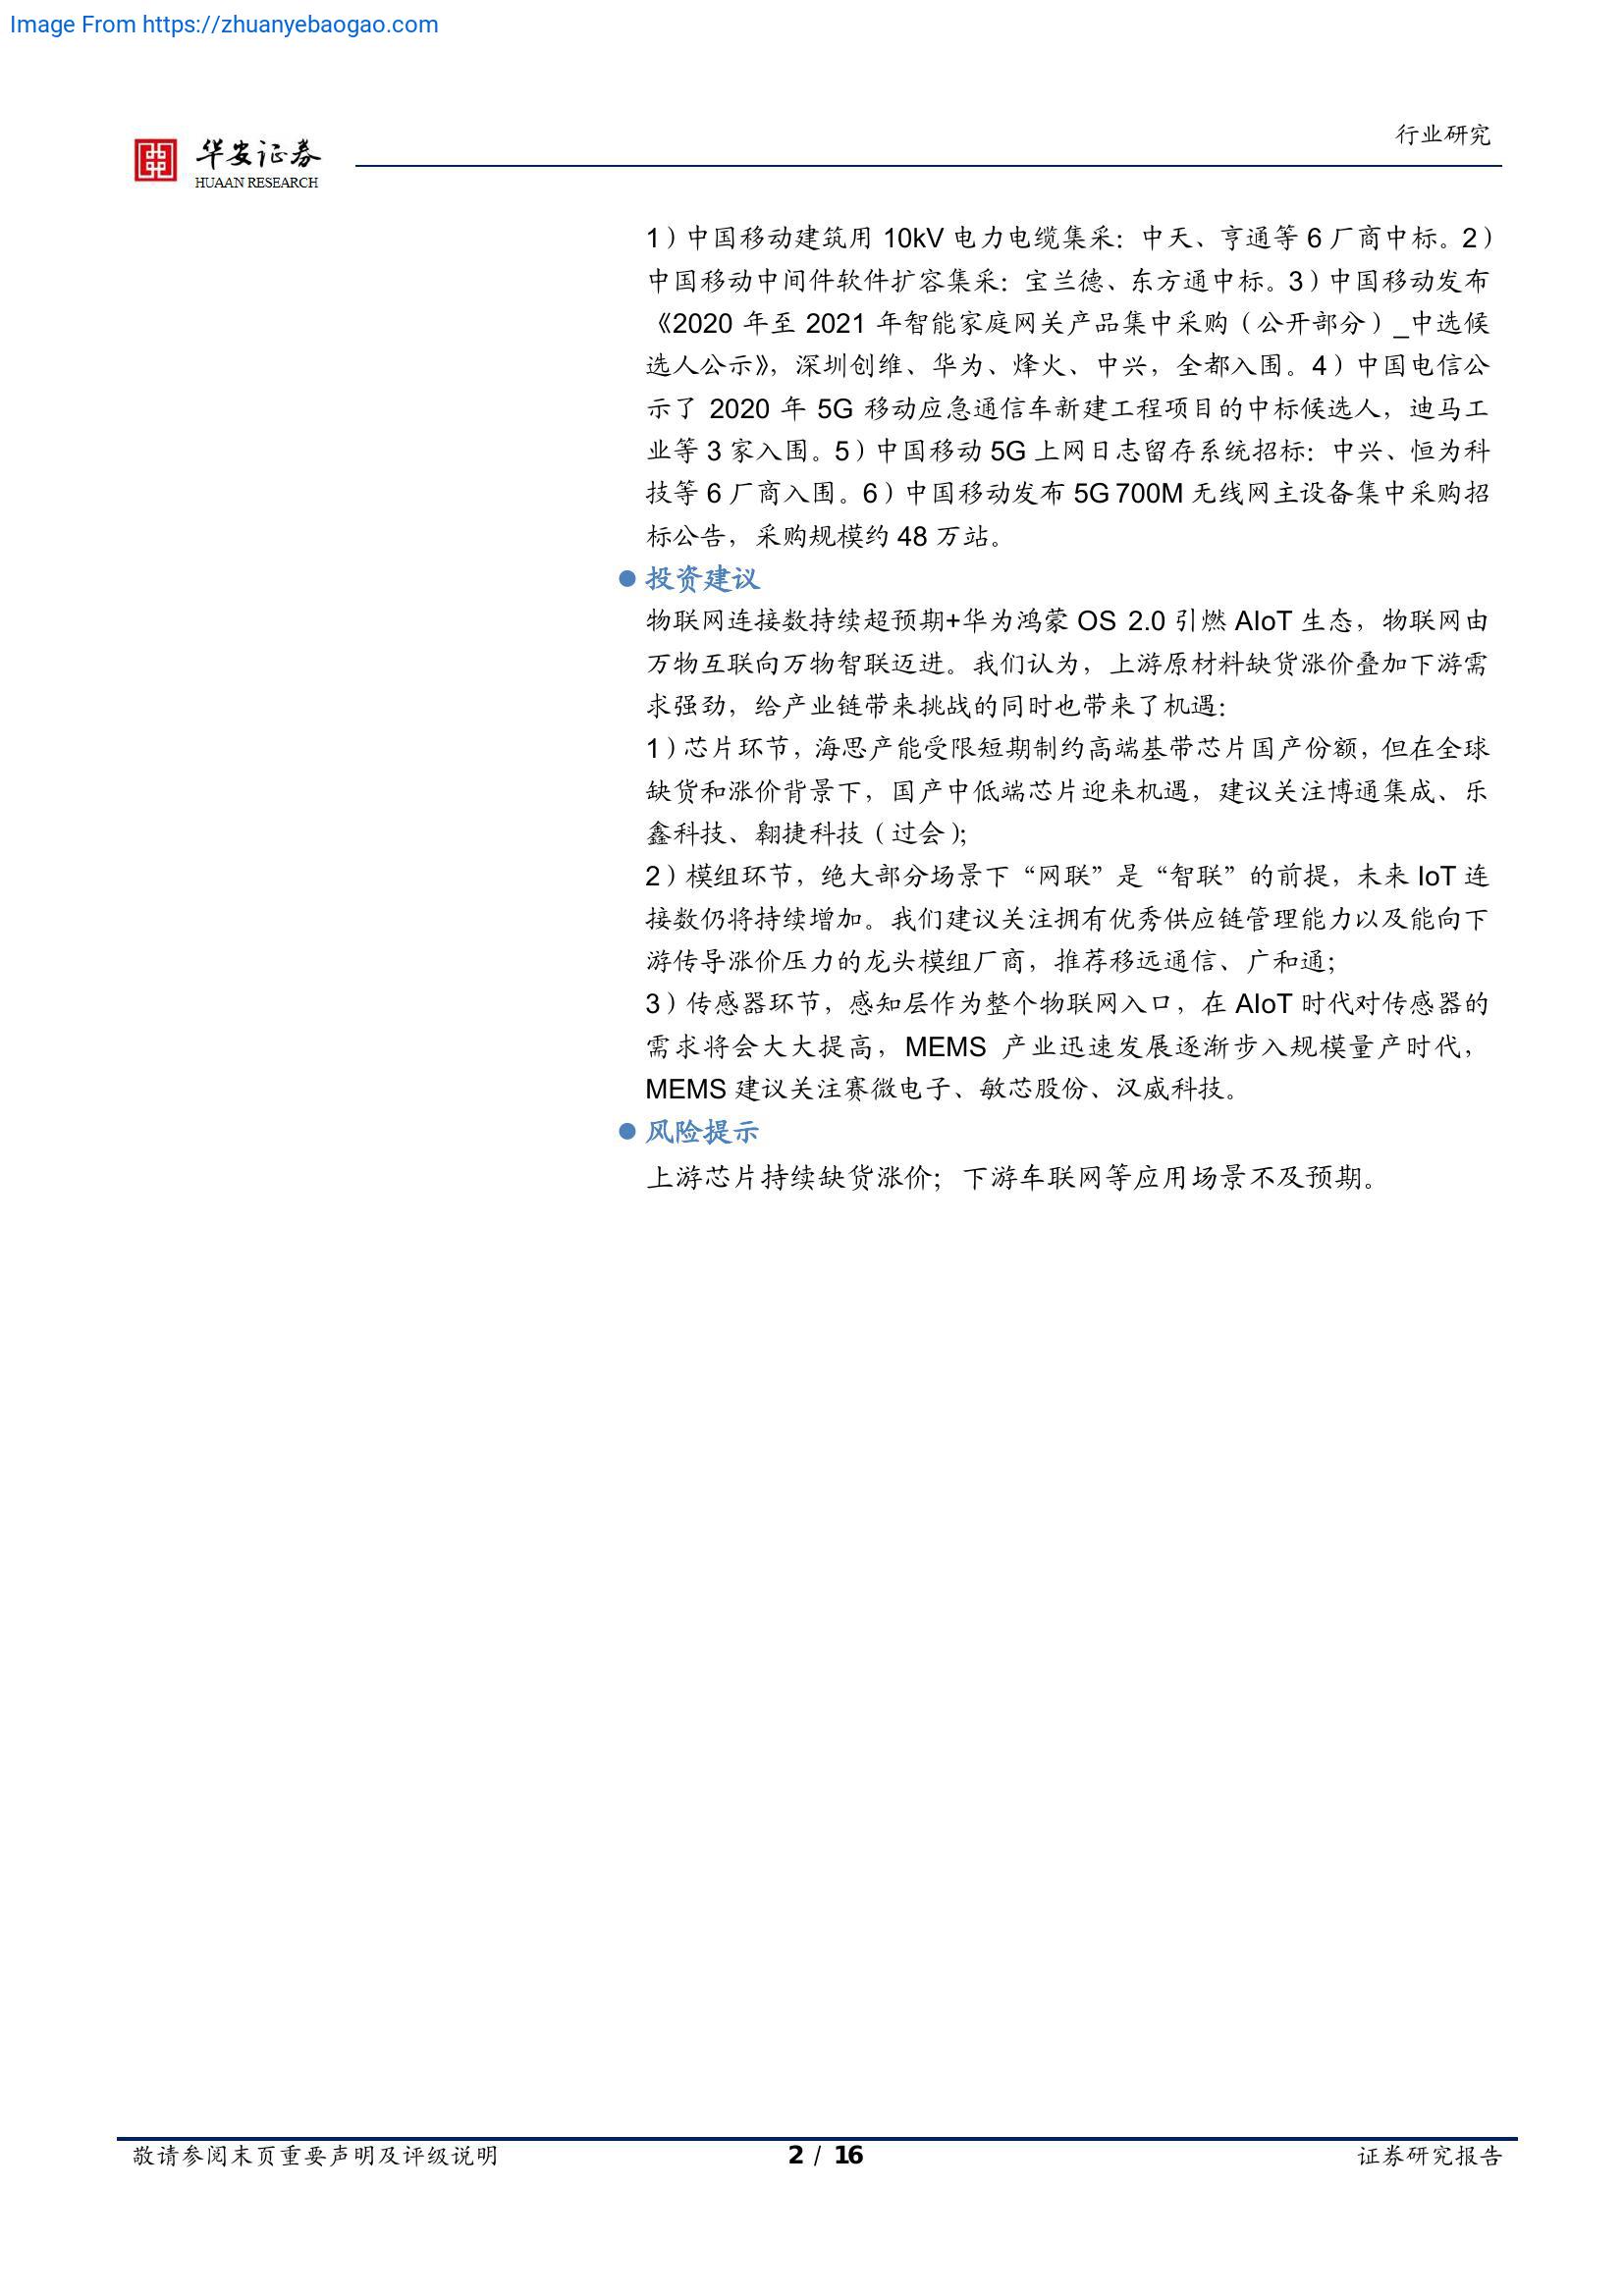 Image From https://zhuanyebaogao.com
行业研究
华安证券
HUAAN RESEARCH
1）中国移动建筑用 10kV 电力电缆集采：中天、亨通等 6 厂商中标。2）
中国移动中间件软件扩容集采：宝兰德、东方通中标。3）中国移动发布
《2020 年至 2021 年智能家庭网关产品集中采购（公开部分）_中选候
选人公示》，深圳创维、华为、烽火、中兴，全都入围。4）中国电信公
示了 2020 年 5G 移动应急通信车新建工程项目的中标候选人，迪马工
业等 3 家入围。5）中国移动 5G 上网日志留存系统招标：中兴、恒为科
技等 6 厂商入围。6）中国移动发布 5G 700M 无线网主设备集中采购招
标公告，采购规模约 48 万站。
● 投资建议
物联网连接数持续超预期+华为鸿蒙 OS 2.0 引燃 AIoT 生态，物联网由
万物互联向万物智联迈进。我们认为，上游原材料缺货涨价叠加下游需
求强劲，给产业链带来挑战的同时也带来了机遇：
1）芯片环节，海思产能受限短期制约高端基带芯片国产份额，但在全球
缺货和涨价背景下，国产中低端芯片迎来机遇，建议关注博通集成、乐
鑫科技、翱捷科技（过会）；
2）模组环节，绝大部分场景下“网联”是“智联”的前提，未来 IoT 连
接数仍将持续增加。我们建议关注拥有优秀供应链管理能力以及能向下
游传导涨价压力的龙头模组厂商，推荐移远通信、广和通；
3）传感器环节，感知层作为整个物联网入口，在 AIoT 时代对传感器的
需求将会大大提高，MEMS 产业迅速发展逐渐步入规模量产时代，
MEMS 建议关注赛微电子、敏芯股份、汉威科技。
● 风险提示
上游芯片持续缺货涨价；下游车联网等应用场景不及预期。
敬请参阅末页重要声明及评级说明
2 / 16
证券研究报告